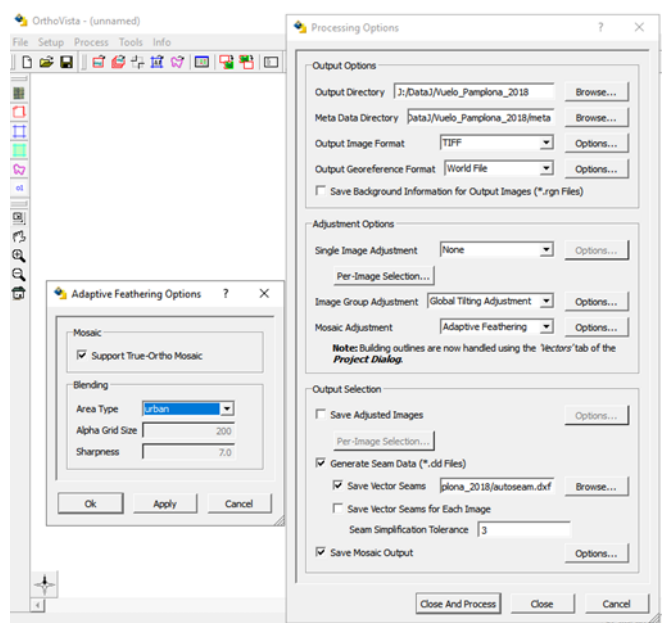 OrthoVista - (unnamed)
File Setup Process Tools Info
Adaptive Feathering Options ? ×
Mosaic
Support True-Ortho Mosaic
Blending
Area Type urban
Alpha Grid Size 200
Sharpness 7.0
Ok Apply Cancel
Processing Options ? ×
Output Options
Output Directory J:/DataJ/Vuelo_Pamplona_2018 Browse...
Meta Data Directory DataJ/Vuelo_Pamplona_2018/meta Browse...
Output Image Format TIFF Options...
Output Georeference Format World File Options...
Save Background Information for Output Images (*.rgn Files)
Adjustment Options
Single Image Adjustment None Options...
Per-Image Selection...
Image Group Adjustment Global Tilting Adjustment Options...
Mosaic Adjustment Adaptive Feathering Options...
Note: Building outlines are now handled using the 'Vectors' tab of the
Project Dialog.
Output Selection
Save Adjusted Images Options...
Per-Image Selection...
Generate Seam Data (*.dld Files)
Save Vector Seams plona_2018/autoseam.dxf Browse...
Save Vector Seams for Each Image
Seam Simplification Tolerance 3
Save Mosaic Output Options...
Close And Process Close Cancel